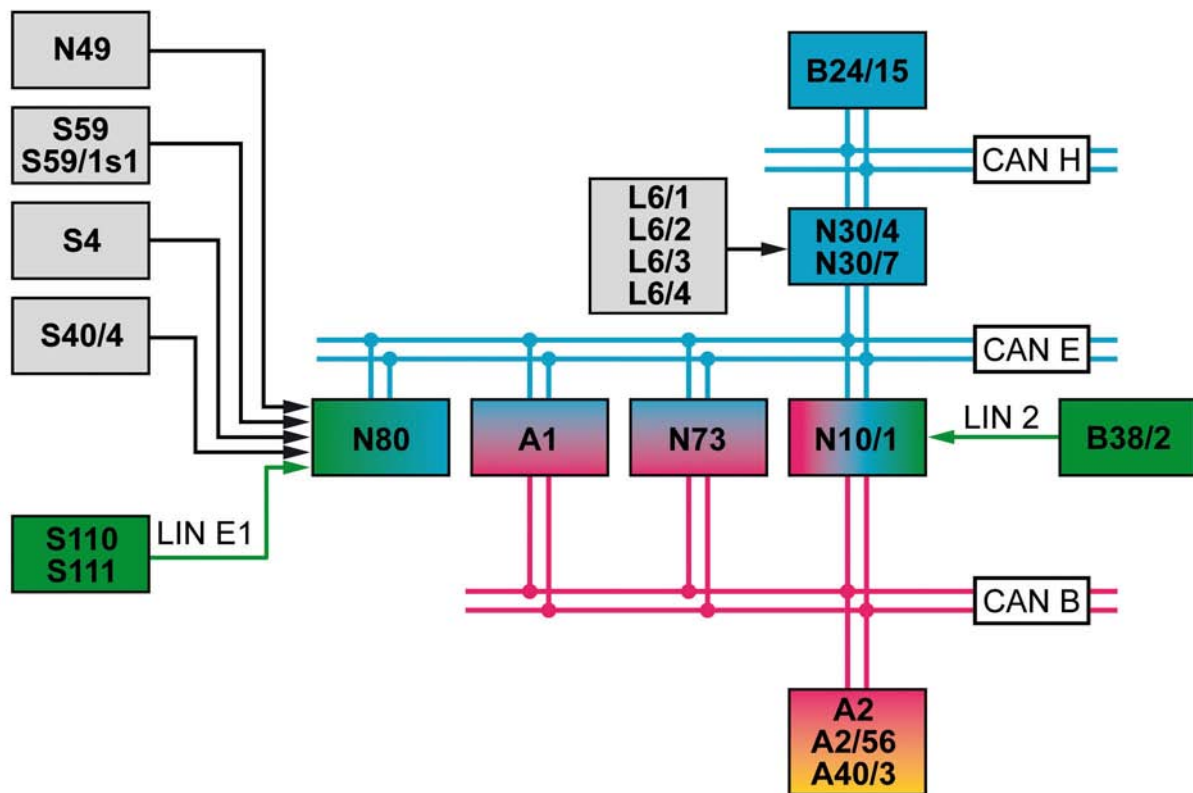 N49
B24/15
S59
S59/1s1
CAN H
L6/1
L6/2
L6/3
L6/4
S4
N30/4
N30/7
S40/4
CAN E
N80
A1
N73
N10/1
LIN 2
B38/2
S110
S111
LIN E1
CAN B
A2
A2/56
A40/3